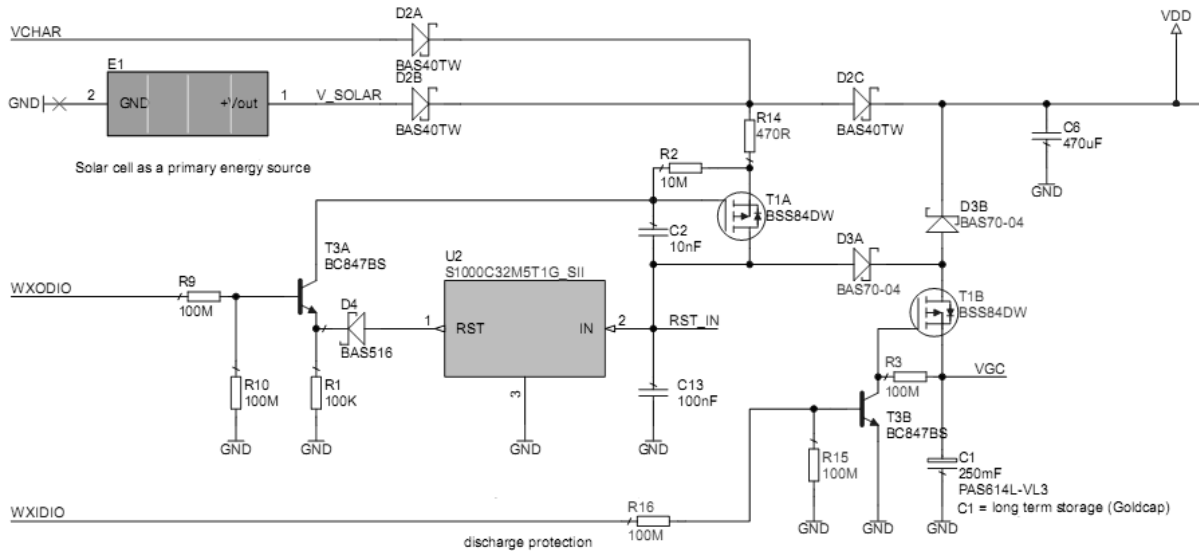 VCHAR
D2A
BAS40TW
VDD
E1
GND
2
GND
+Vout
1
V_SOLAR
D2B
BAS40TW
D2C
BAS40TW
R14
470R
C6
470uF
GND
Solar cell as a primary energy source
R2
10M
T1A
BSS84DW
C2
10nF
D3B
BAS70-04
T3A
BC847BS
U2
S1000C32M5T1G_SII
D3A
BAS70-04
WXODIO
R9
100M
D4
BAS516
1
RST
IN
2
RST_IN
T1B
BSS84DW
R10
100M
R1
100K
3
C13
100nF
R3
100M
VGC
T3B
BC847BS
GND
GND
GND
GND
R15
100M
C1
250mF
PAS614L-VL3
C1 = long term storage (Goldcap)
WXIDIO
R16
100M
GND
GND
GND
discharge protection